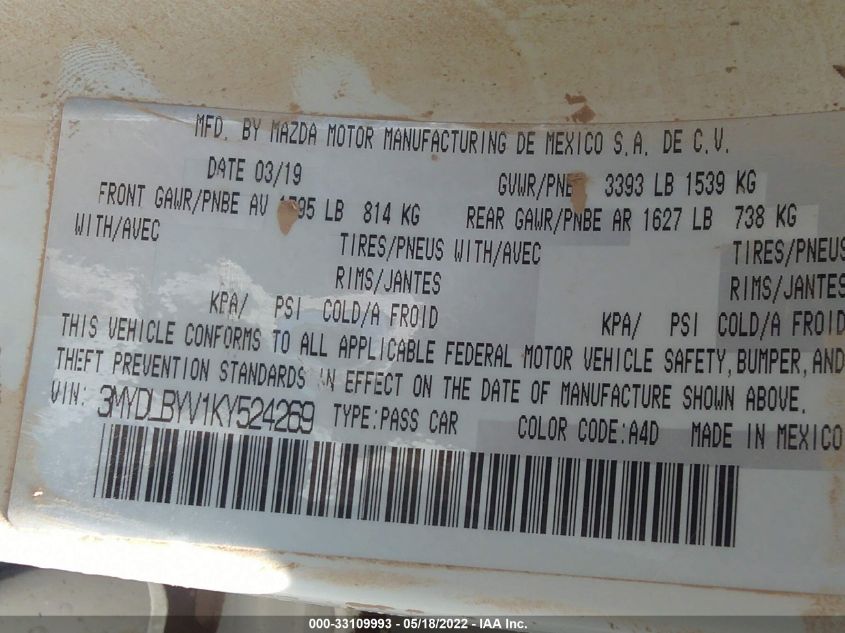 MFD. BY MAZDA MOTOR MANUFACTURING DE MEXICO S.A. DE C.V.
DATE 03/19 GVWR/PNBE 3393 LB 1539 KG
FRONT GAWR/PNBE AV 1795 LB 814 KG REAR GAWR/PNBE AR 1627 LB 738 KG
WITH/AVEC TIRES/PNEUS WITH/AVEC TIRES/PNEUS
RIMS/JANTES RIMS/JANTES
KPA/ PSI COLD/A FROID KPA/ PSI COLD/A FROID
THIS VEHICLE CONFORMS TO ALL APPLICABLE FEDERAL MOTOR VEHICLE SAFETY, BUMPER, AND
THEFT PREVENTION STANDARDS IN EFFECT ON THE DATE OF MANUFACTURE SHOWN ABOVE.
VIN: 3MYDLBYV1KY524269 TYPE:PASS CAR COLOR CODE:A4D MADE IN MEXICO
000-33109993 - 05/18/2022 - IAA Inc.